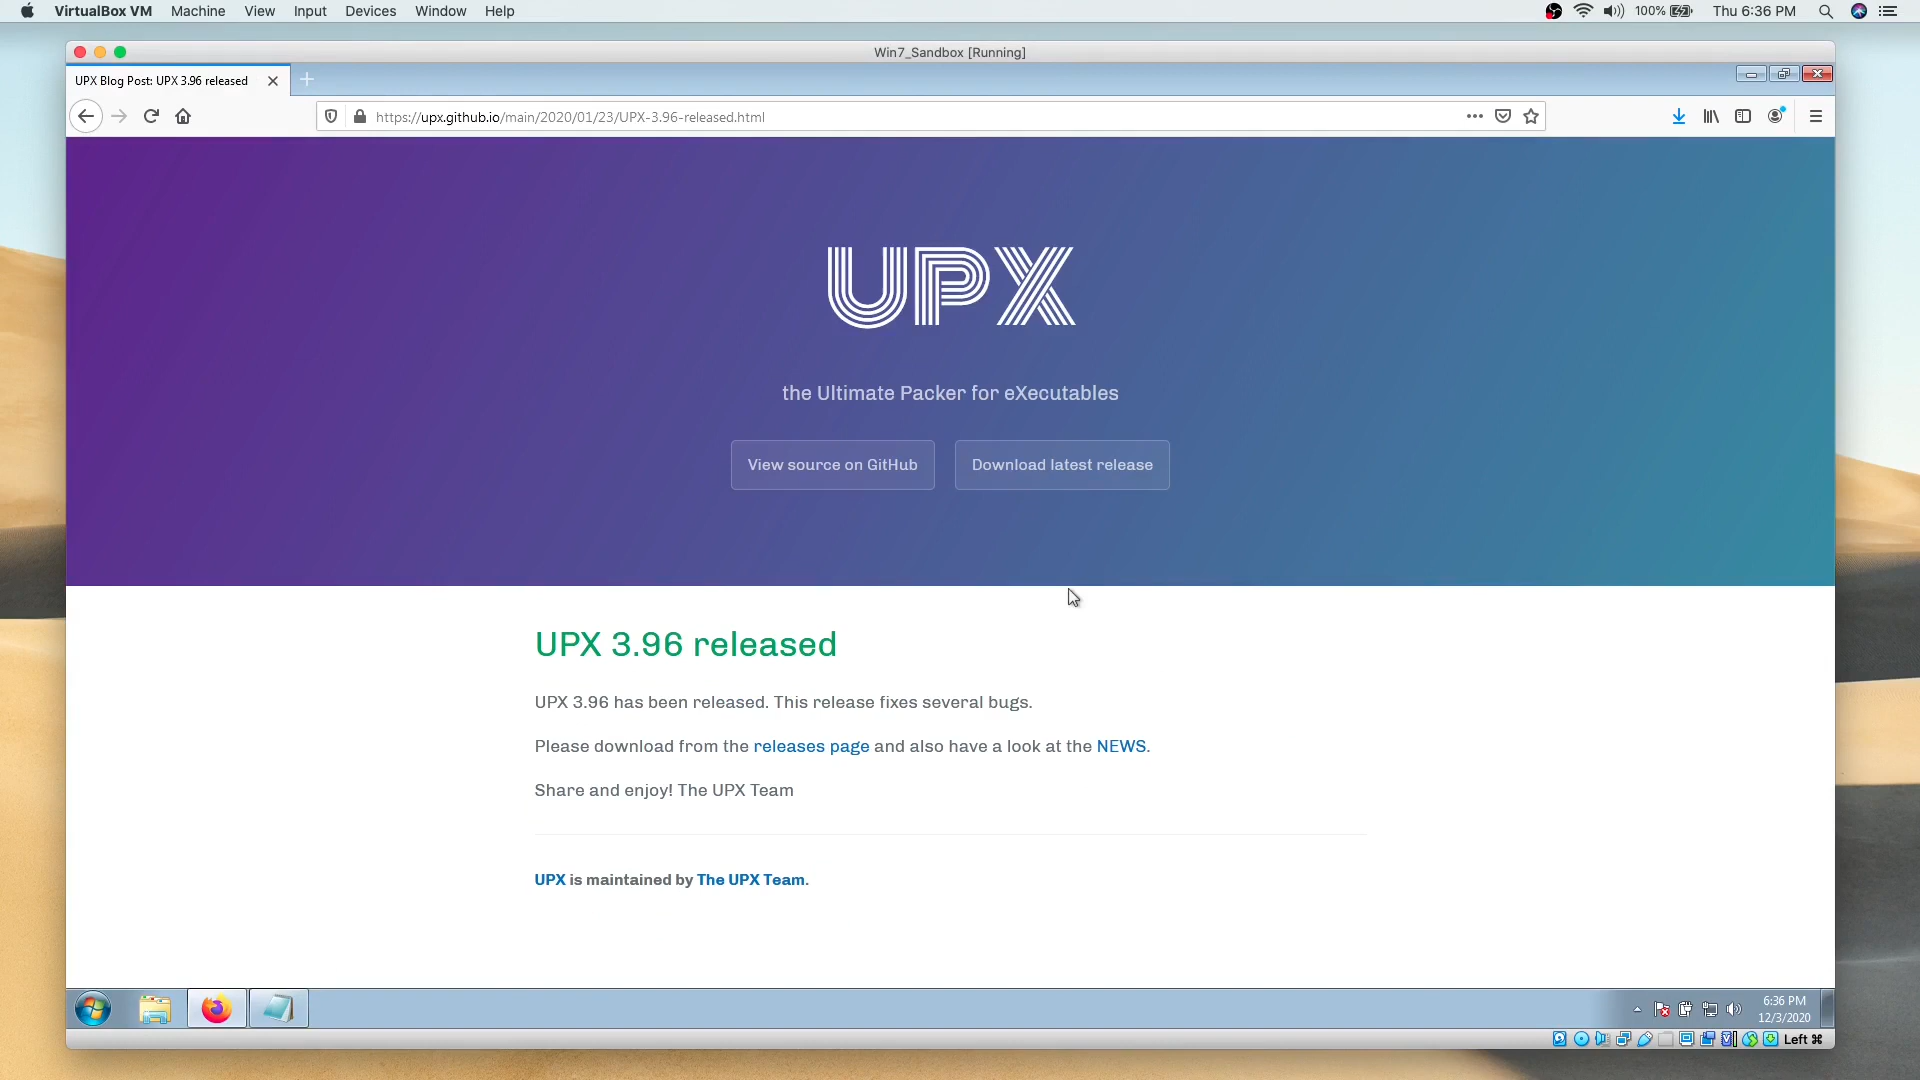 VirtualBox VM Machine View Input Devices Window Help 100% Thu 6:36 PM
Win7_Sandbox [Running]
UPX Blog Post: UPX 3.96 released
https://upx.github.io/main/2020/01/23/UPX-3.96-released.html
UPX
the Ultimate Packer for eXecutables
View source on GitHub Download latest release
UPX 3.96 released
UPX 3.96 has been released. This release fixes several bugs.
Please download from the releases page and also have a look at the NEWS.
Share and enjoy! The UPX Team
UPX is maintained by The UPX Team.
6:36 PM
12/3/2020
Left ⌘